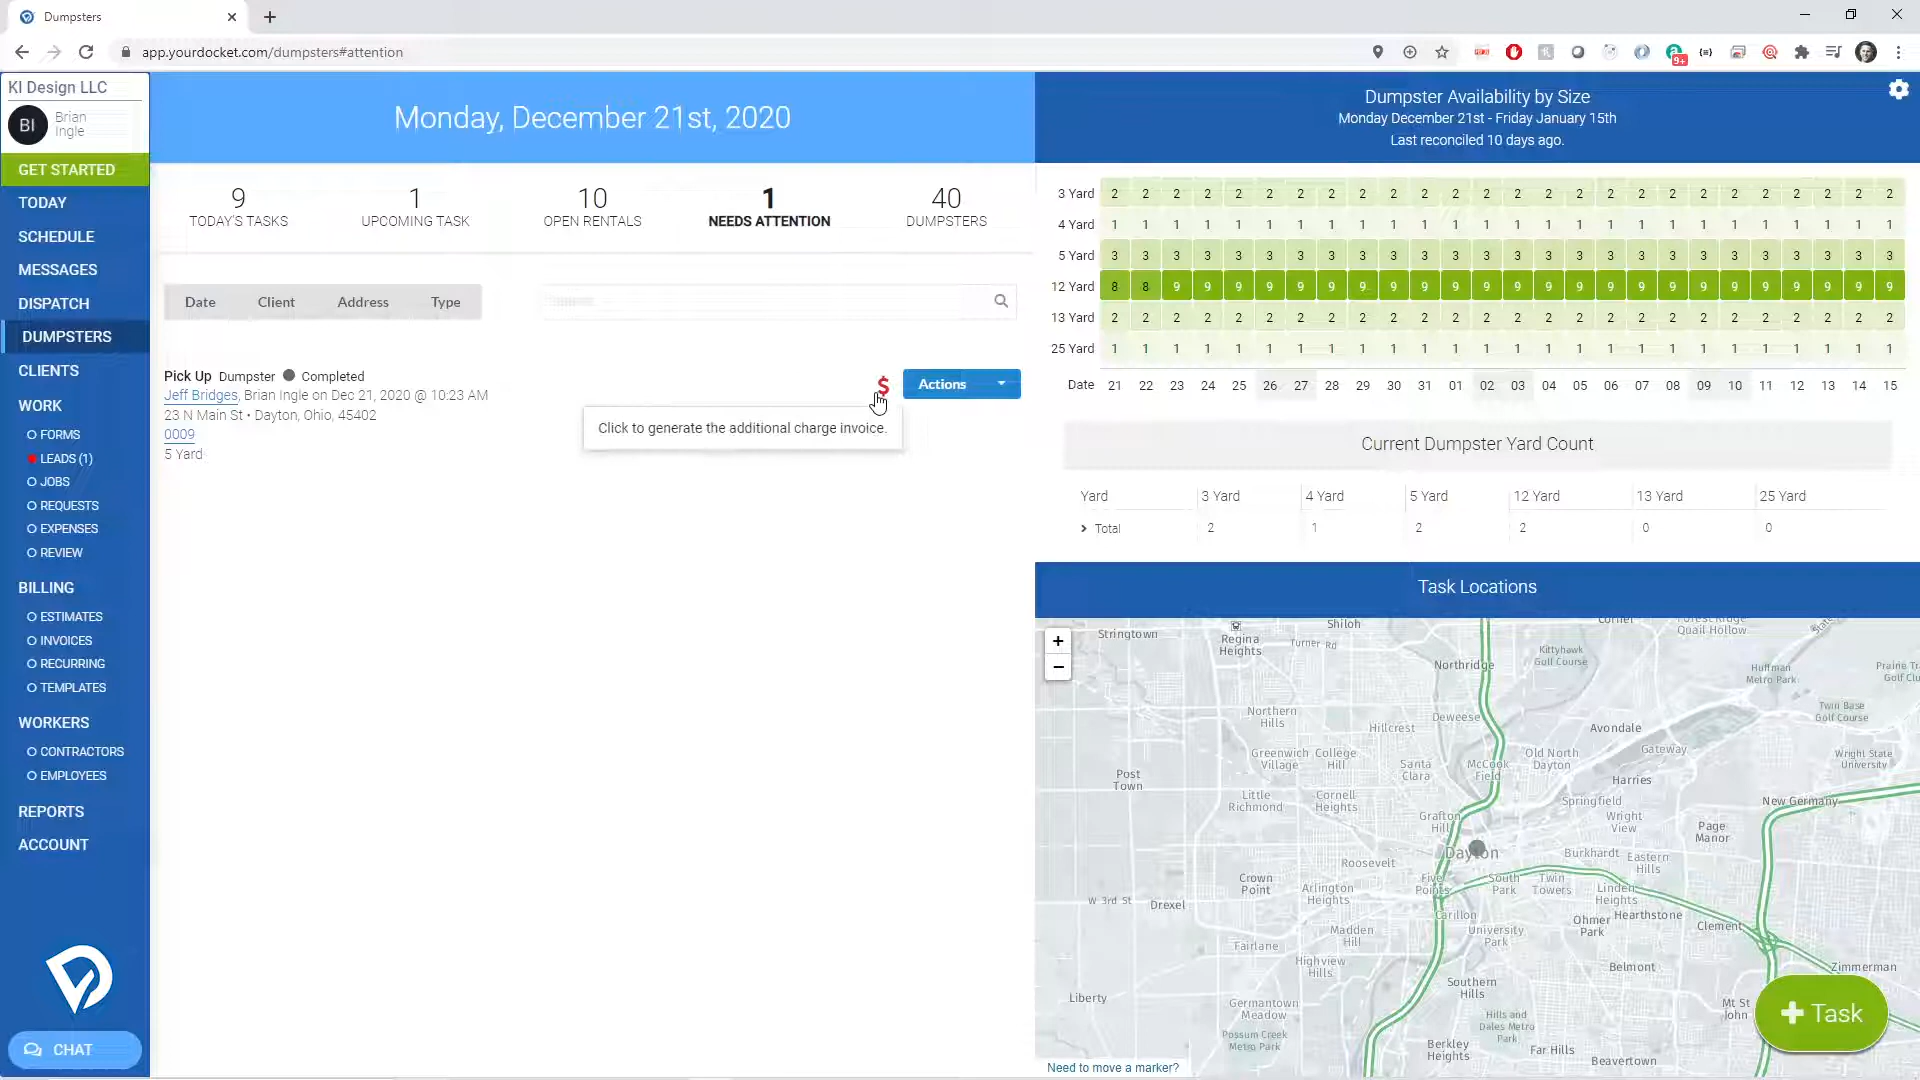 Dumpsters
app.yourdocket.com/dumpsters#attention
9+
KI Design LLC
BI
Brian
Ingle
GET STARTED
TODAY
SCHEDULE
MESSAGES
DISPATCH
DUMPSTERS
CLIENTS
WORK
FORMS
LEADS (1)
JOBS
REQUESTS
EXPENSES
REVIEW
BILLING
ESTIMATES
INVOICES
RECURRING
TEMPLATES
WORKERS
CONTRACTORS
EMPLOYEES
REPORTS
ACCOUNT
CHAT
Monday, December 21st, 2020
9 1 10 1 40
TODAY'S TASKS UPCOMING TASK OPEN RENTALS NEEDS ATTENTION DUMPSTERS
Date Client Address Type
Pick Up Dumpster Completed
Jeff Bridges, Brian Ingle on Dec 21, 2020 @ 10:23 AM
23 N Main St • Dayton, Ohio, 45402
0009
5 Yard
$
Actions
Click to generate the additional charge invoice.
Dumpster Availability by Size
Monday December 21st - Friday January 15th
Last reconciled 10 days ago.
3 Yard 2 2 2 2 2 2 2 2 2 2 2 2 2 2 2 2 2 2 2 2 2 2 2 2 2 2
4 Yard 1 1 1 1 1 1 1 1 1 1 1 1 1 1 1 1 1 1 1 1 1 1 1 1 1 1
5 Yard 3 3 3 3 3 3 3 3 3 3 3 3 3 3 3 3 3 3 3 3 3 3 3 3 3 3
12 Yard 8 8 9 9 9 9 9 9 9 9 9 9 9 9 9 9 9 9 9 9 9 9 9 9 9 9
13 Yard 2 2 2 2 2 2 2 2 2 2 2 2 2 2 2 2 2 2 2 2 2 2 2 2 2 2
25 Yard 1 1 1 1 1 1 1 1 1 1 1 1 1 1 1 1 1 1 1 1 1 1 1 1 1 1
Date 21 22 23 24 25 26 27 28 29 30 31 01 02 03 04 05 06 07 08 09 10 11 12 13 14 15
Current Dumpster Yard Count
Yard 3 Yard 4 Yard 5 Yard 12 Yard 13 Yard 25 Yard
Total 2 1 2 2 0 0
Task Locations
+
−
Stringtown
Regina
Heights
Shiloh
Turner Rd
Northridge
Kittyhawk
Golf Course
Quail Hollow
Huffman
Metro Park
Prairie Tr
Golf Clu
Northern
Hills
Hillcrest
Deweese
Avondale
Twin Base
Golf Course
Greenwich
Village
College
Hill
Santa
Clara
McCook
Field
Old North
Dayton
Gateway
Wright State
University
Post
Town
Harries
Little
Richmond
Cornell
Heights
Springfield
New Germany
Grafton
Hill
Wright
View
Page
Manor
Dayton
Roosevelt
Burkhardt
Eastern
Hills
Crown
Point
Arlington
Heights
Five
Points
South
Park
Twin
Towers
Linden
Heights
W 3rd St
Drexel
Carillon
Ohmer
Park
Hearthstone
Clement
Madden
Hill
University
Park
Fairlane
Highview
Hills
Belmont
Zimmerman
Liberty
Southern
Hills
Germantown
Meadow
Hills and
Dales Metro
Park
Mt St
John
Possum Creek
Metro Park
Berkley
Heights
Far Hills
Beavertown
Task
Need to move a marker?